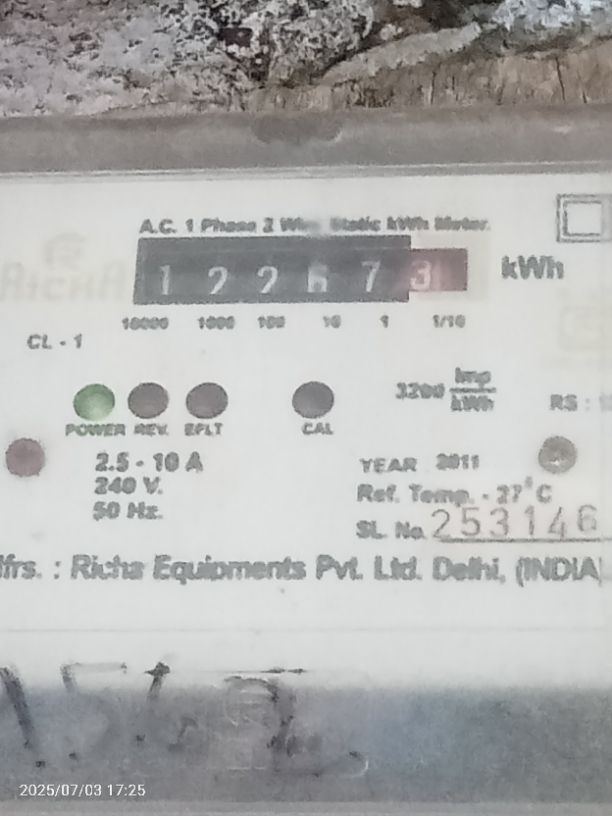 A.C. 1 Phase 2 Wire Static kWh Meter.
1 2 2 6 7 3 kWh
10000 1000 100 10 1 1/10
CL - 1
3200 Imp/kWh
POWER REV. EFLT CAL
RS :
2.5 - 10 A
240 V.
50 Hz.
YEAR 2011
Ref. Temp. - 27°C
SL. No. 253146
Mfrs. : Richa Equipments Pvt. Ltd. Delhi, (INDIA)
2025/07/03 17:25